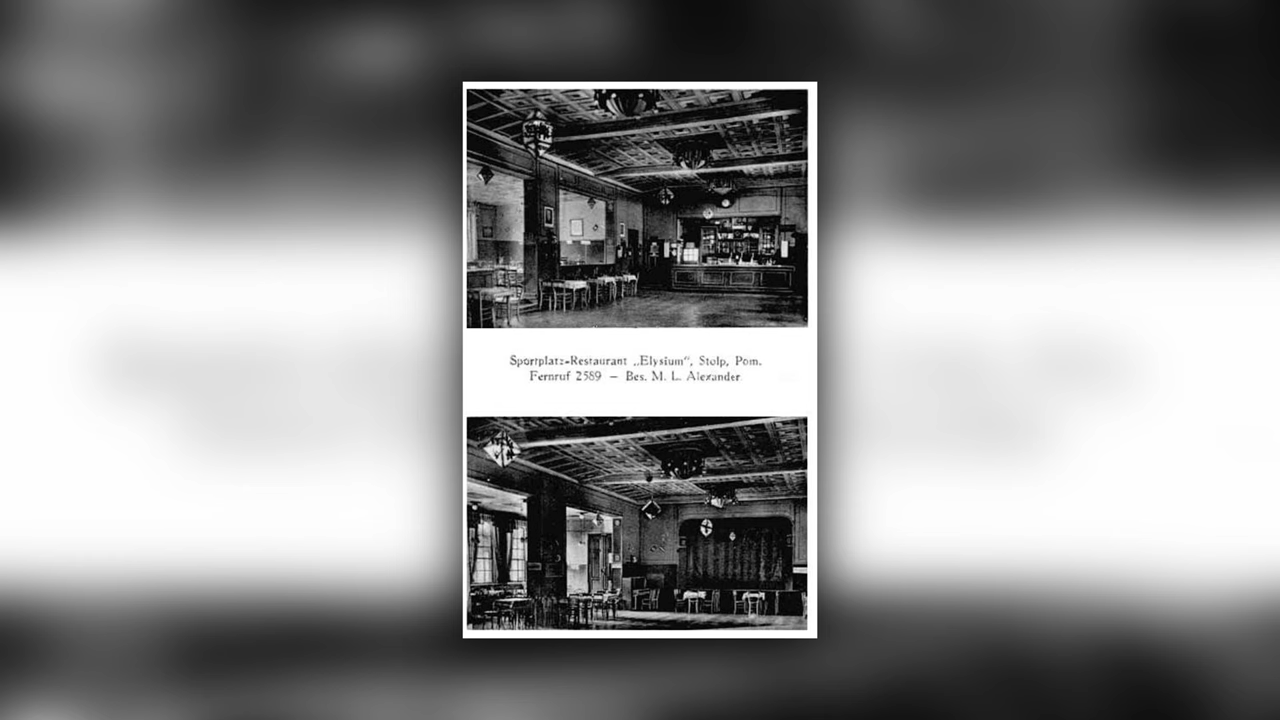 Sportplatz-Restaurant „Elysium“, Stolp, Pom.
Fernruf 2589 — Bes. M. L. Alexander